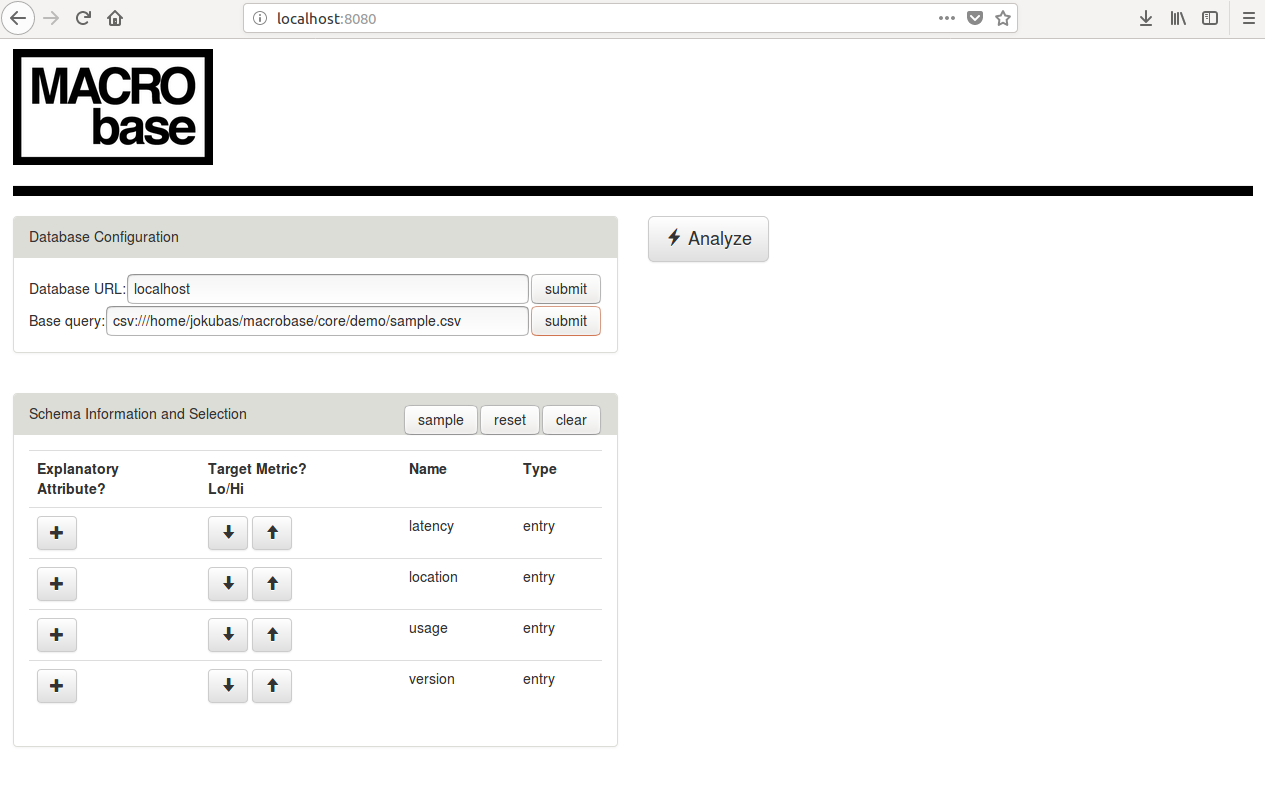 localhost:8080
MACRO
base
Database Configuration
Analyze
Database URL: localhost submit
Base query: csv:///home/jokubas/macrobase/core/demo/sample.csv submit
Schema Information and Selection sample reset clear
Explanatory Attribute? Target Metric? Lo/Hi Name Type
latency entry
location entry
usage entry
version entry